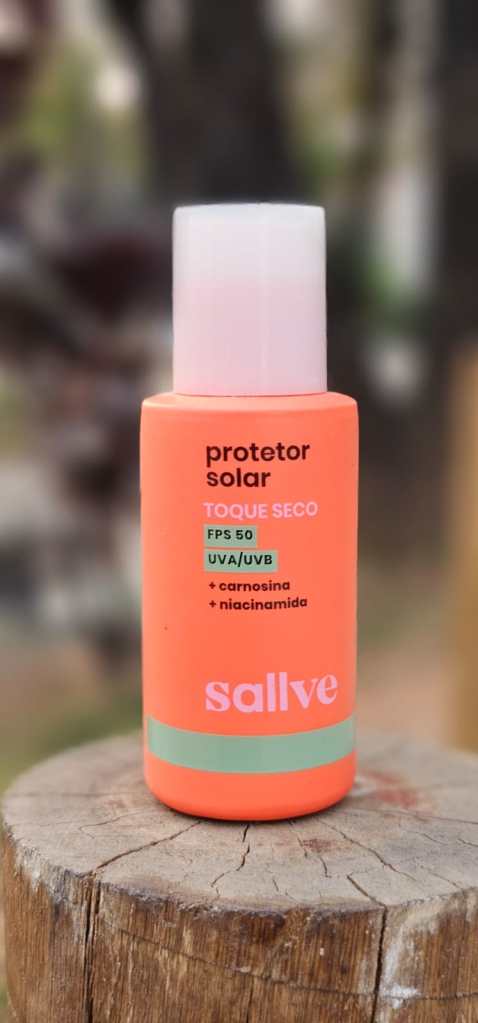 protetor
solar
TOQUE SECO
FPS 50
UVA/UVB
+ carnosina
+ niacinamida
sallve